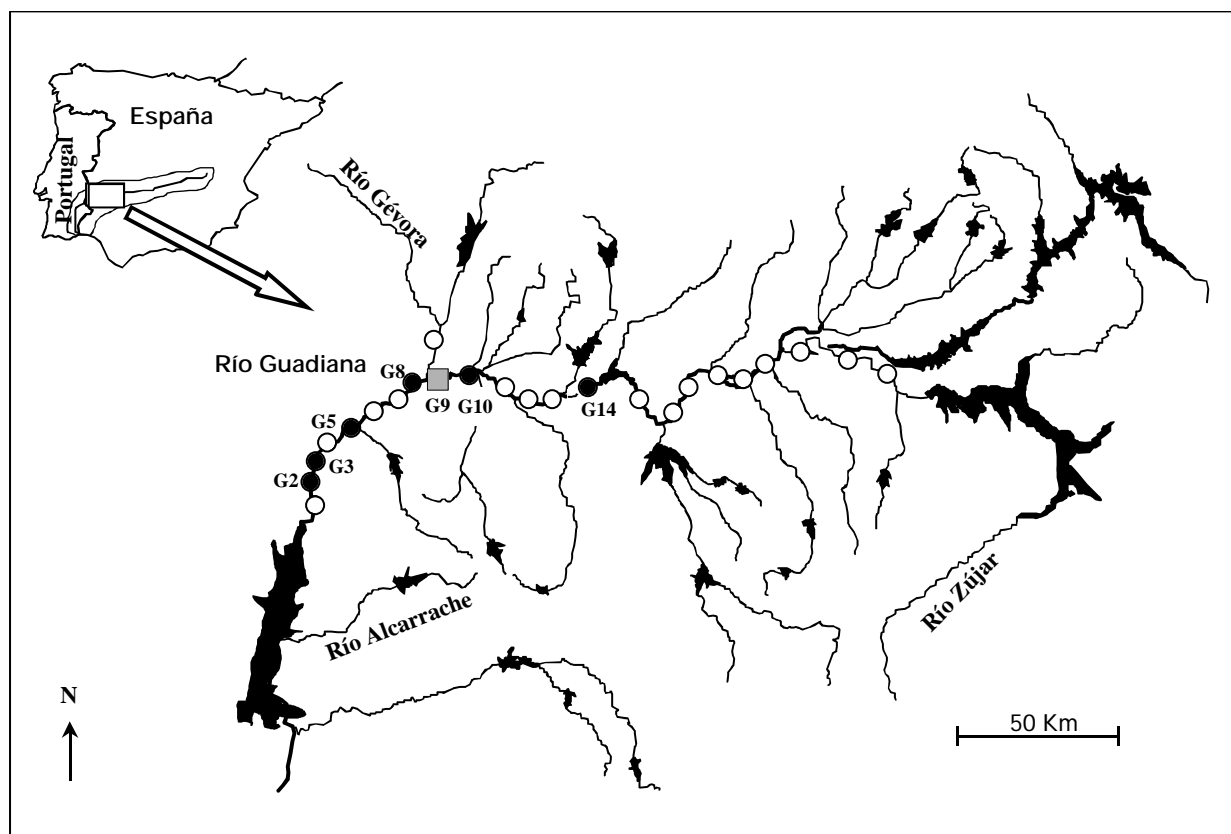 España
Portugal
Río Gévora
Río Guadiana
G8
G9
G10
G14
G5
G3
G2
Río Alcarrache
Río Zújar
N
50 Km